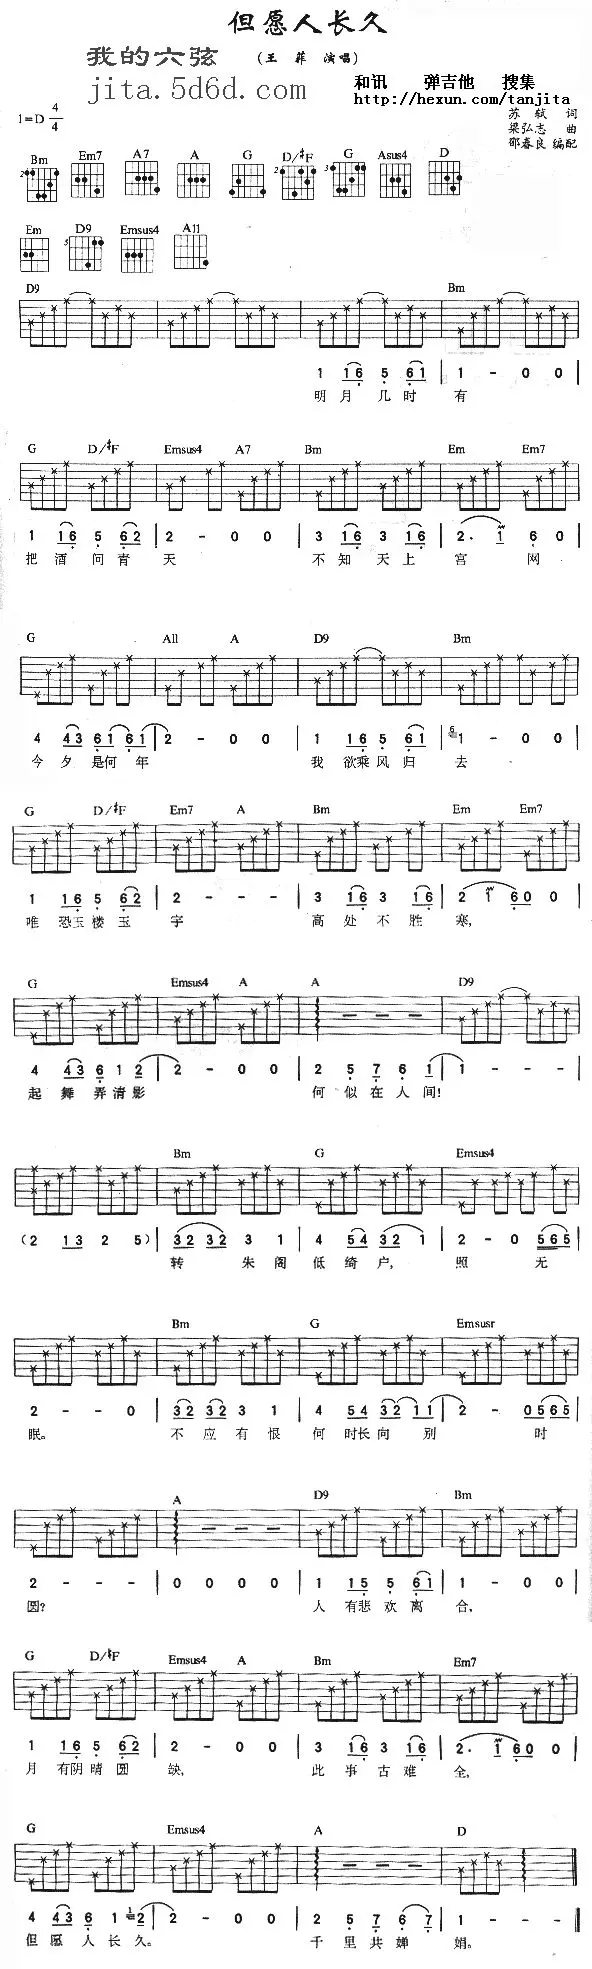 但愿人长久
我的六弦
(王 菲 演唱)
jita.5d6d.com
和讯 弹吉他 搜集
http://hexun.com/tanjita
1=D 4/4
苏 轼 词
梁弘志 曲
邵春良 编配
Bm Em7 A7 A G D/#F G Asus4 D
Em D9 Emsus4 A11
D9 Bm
1 16 5 61 | 1 - 0 0 |
明 月 几 时 有
G D/#F Emsus4 A7 Bm Em Em7
1 16 5 62 | 2 - 0 0 | 3 16 3 16 | 2. 1 6 0 |
把 酒 问 青 天 不 知 天 上 宫 网
G A11 A D9 Bm
4 43 61 61 | 2 - 0 0 | 1 16 5 61 | 1 - 0 0 |
今 夕 是何 年 我 欲乘 风 归 去
G D/#F Em7 A Bm Em Em7
1 16 5 62 | 2 - - - | 3 16 3 16 | 2 1 60 0 |
唯 恐玉 楼 玉 宇 高 处 不 胜 寒,
G Emsus4 A A D9
4 43 6 1 2 | 2 - 0 0 | 2 5 7 6 1 | 1 - - - |
起 舞 弄 清 影 何 似 在 人 间!
Bm G Emsus4
(2 13 2 5) | 32 32 3 1 | 4 54 32 1 | 2 - 0 565 |
转 朱 阁 低 绮 户, 照 无
Bm G Emsusr
2 - - 0 | 32 32 3 1 | 4 54 32 11 | 2 - 0565 |
眠。 不 应 有 恨 何 时长 向 别 时
A D9 Bm
2 - - - | 0 0 0 0 | 1 15 5 61 | 1 - 0 0 |
圆? 人 有悲 欢 离 合,
G D/#F Emsus4 A Bm Em7
1 16 5 62 | 2 - 0 0 | 3 16 3 16 | 2. 1 60 0 |
月 有阴 晴 圆 缺, 此 事 古 难 全,
G Emsus4 A D
4 43 6 1 2 | 2 - 0 0 | 5 5 7 6 7 | 1 - - - ‖
但 愿 人 长 久。 千 里 共 婵 娟。